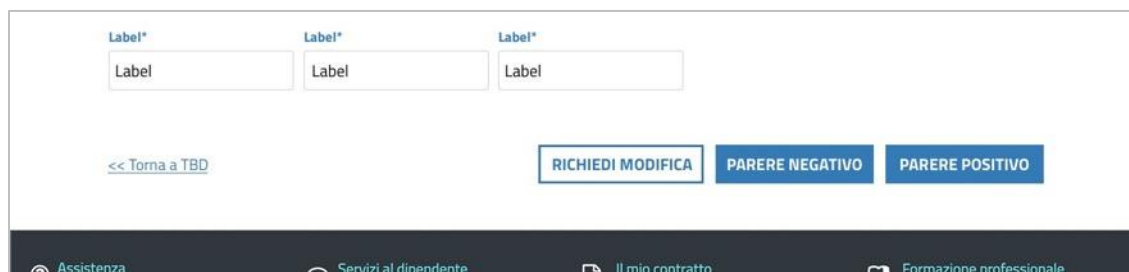 Label* Label* Label*
Label Label Label
<< Torna a TBD RICHIEDI MODIFICA PARERE NEGATIVO PARERE POSITIVO
Assistenza Servizi al dipendente Il mio contratto Formazione professionale